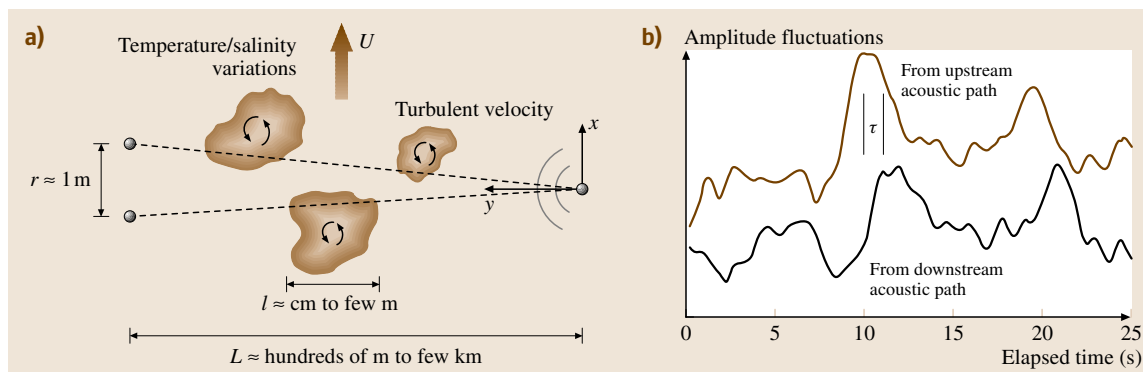 a)
Temperature/salinity
variations
U
Turbulent velocity
x
r ≈ 1 m
y
l ≈ cm to few m
L ≈ hundreds of m to few km
b) Amplitude fluctuations
From upstream
acoustic path
τ
From downstream
acoustic path
0 5 10 15 20 25
Elapsed time (s)